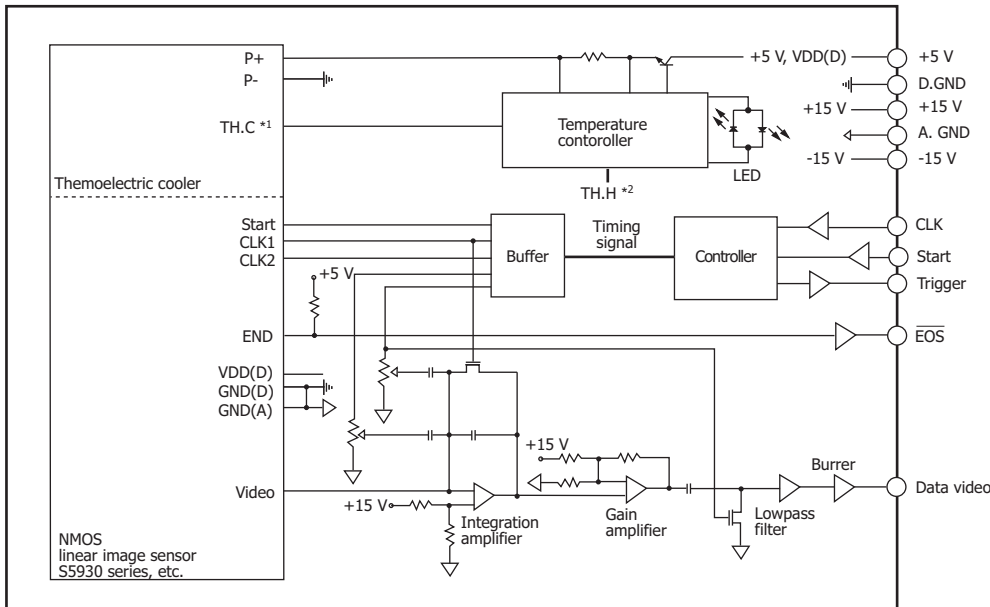 P+
P-
TH.C *1
Themoelectric cooler
+5 V, VDD(D)
+15 V
-15 V
+5 V
D.GND
+15 V
A. GND
-15 V
Temperature
contoroller
LED
TH.H *2
Start
CLK1
CLK2
+5 V
END
VDD(D)
GND(D)
GND(A)
Video
Buffer
Timing
signal
Controller
CLK
Start
Trigger
EOS
+15 V
+15 V
Integration
amplifier
Gain
amplifier
Lowpass
filter
Burrer
Data video
NMOS
linear image sensor
S5930 series, etc.